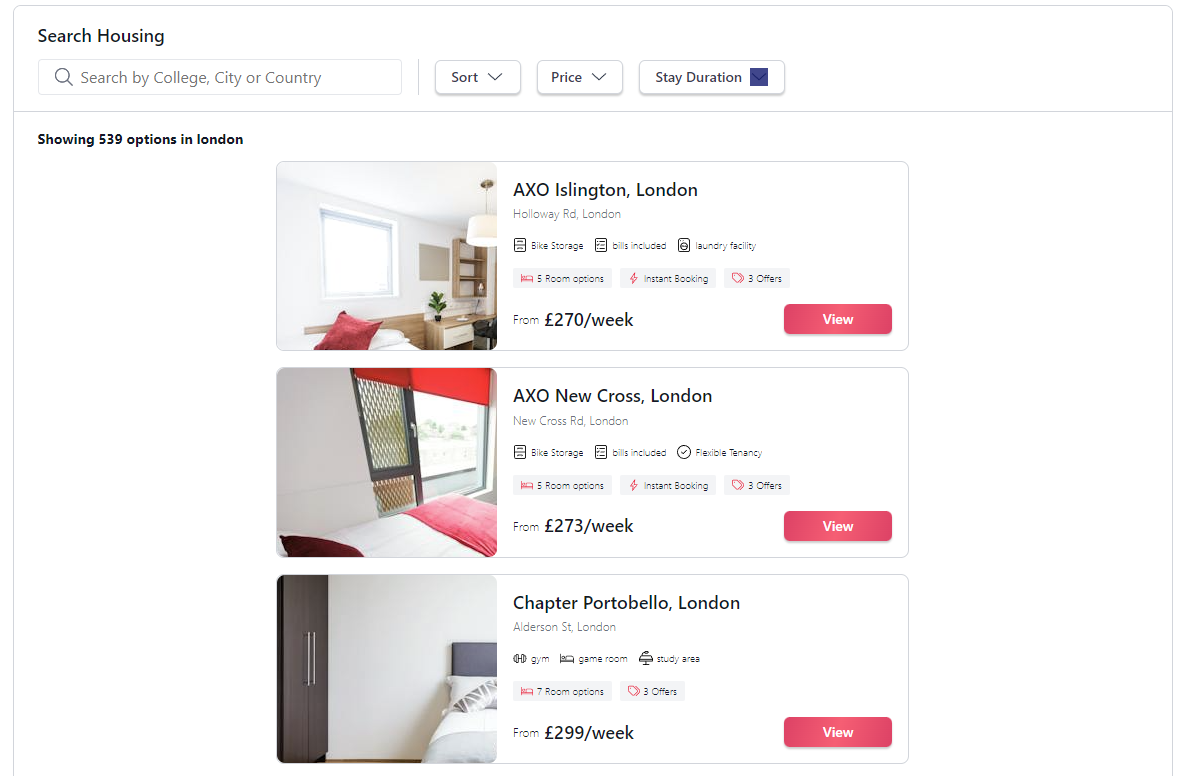 Search Housing
Search by College, City or Country
Sort
Price
Stay Duration
Showing 539 options in london
AXO Islington, London
Holloway Rd, London
Bike Storage bills included laundry facility
5 Room options Instant Booking 3 Offers
From £270/week View
AXO New Cross, London
New Cross Rd, London
Bike Storage bills included Flexible Tenancy
5 Room options Instant Booking 3 Offers
From £273/week View
Chapter Portobello, London
Alderson St, London
gym game room study area
7 Room options 3 Offers
From £299/week View